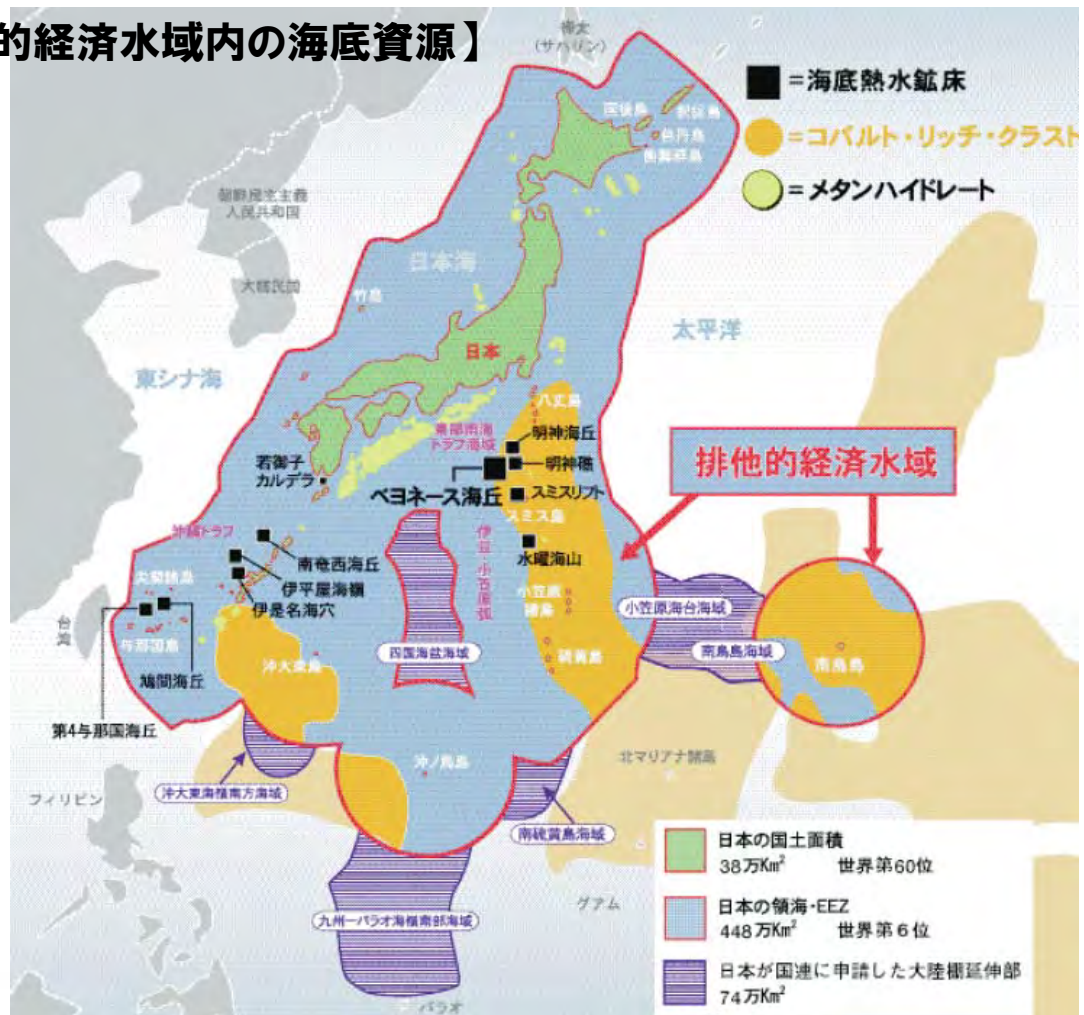 的経済水域内の海底資源】
樺太
(サハリン)
=海底熱水鉱床
=コバルト・リッチ・クラスト
=メタンハイドレート
国後島
択捉島
色丹島
歯舞群島
朝鮮民主主義
人民共和国
大韓民国
日本海
竹島
日本
太平洋
東シナ海
八丈島
東部南海
トラフ海域
明神海丘
明神礁
若御子
カルデラ
ベヨネース海丘
スミスリフト
スミス島
排他的経済水域
沖縄トラフ
南奄西海丘
伊豆・小笠原弧
水曜海山
尖閣諸島
伊平屋海嶺
伊是名海穴
小笠原
諸島
小笠原海台海域
台湾
与那国島
四国海盆海域
南鳥島海域
南鳥島
沖大東島
硫黄島
鳩間海丘
第4与那国海丘
沖ノ鳥島
北マリアナ諸島
フィリピン
沖大東海嶺南方海域
南硫黄島海域
日本の国土面積
38万Km² 世界第60位
グアム
日本の領海・EEZ
448万Km² 世界第6位
九州ーパラオ海嶺南部海域
日本が国連に申請した大陸棚延伸部
74万Km²
パラオ